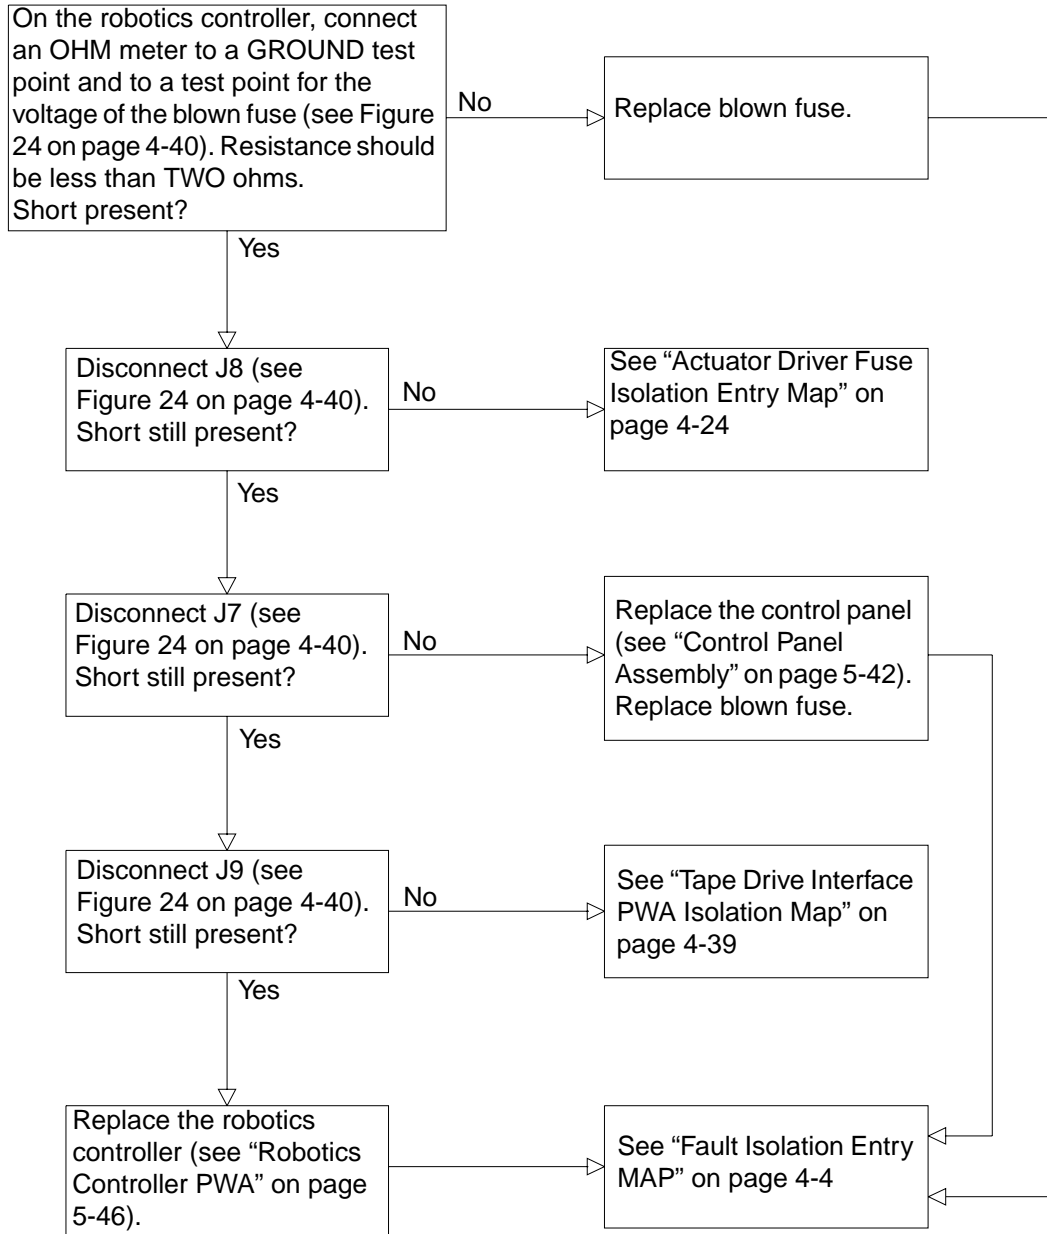 On the robotics controller, connect
an OHM meter to a GROUND test
point and to a test point for the
voltage of the blown fuse (see Figure
24 on page 4-40). Resistance should
be less than TWO ohms.
Short present?
No
Replace blown fuse.
Yes
Disconnect J8 (see
Figure 24 on page 4-40).
Short still present?
No
See “Actuator Driver Fuse
Isolation Entry Map” on
page 4-24
Yes
Disconnect J7 (see
Figure 24 on page 4-40).
Short still present?
No
Replace the control panel
(see “Control Panel
Assembly” on page 5-42).
Replace blown fuse.
Yes
Disconnect J9 (see
Figure 24 on page 4-40).
Short still present?
No
See “Tape Drive Interface
PWA Isolation Map” on
page 4-39
Yes
Replace the robotics
controller (see “Robotics
Controller PWA” on page
5-46).
See “Fault Isolation Entry
MAP” on page 4-4